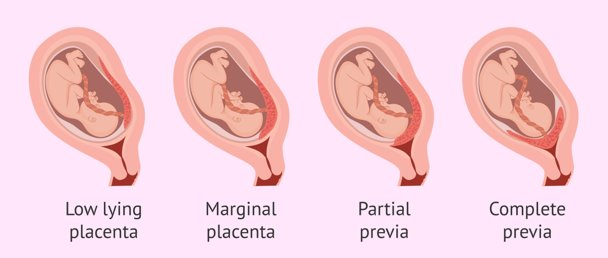 Low lying
placenta
Marginal
placenta
Partial
previa
Complete
previa